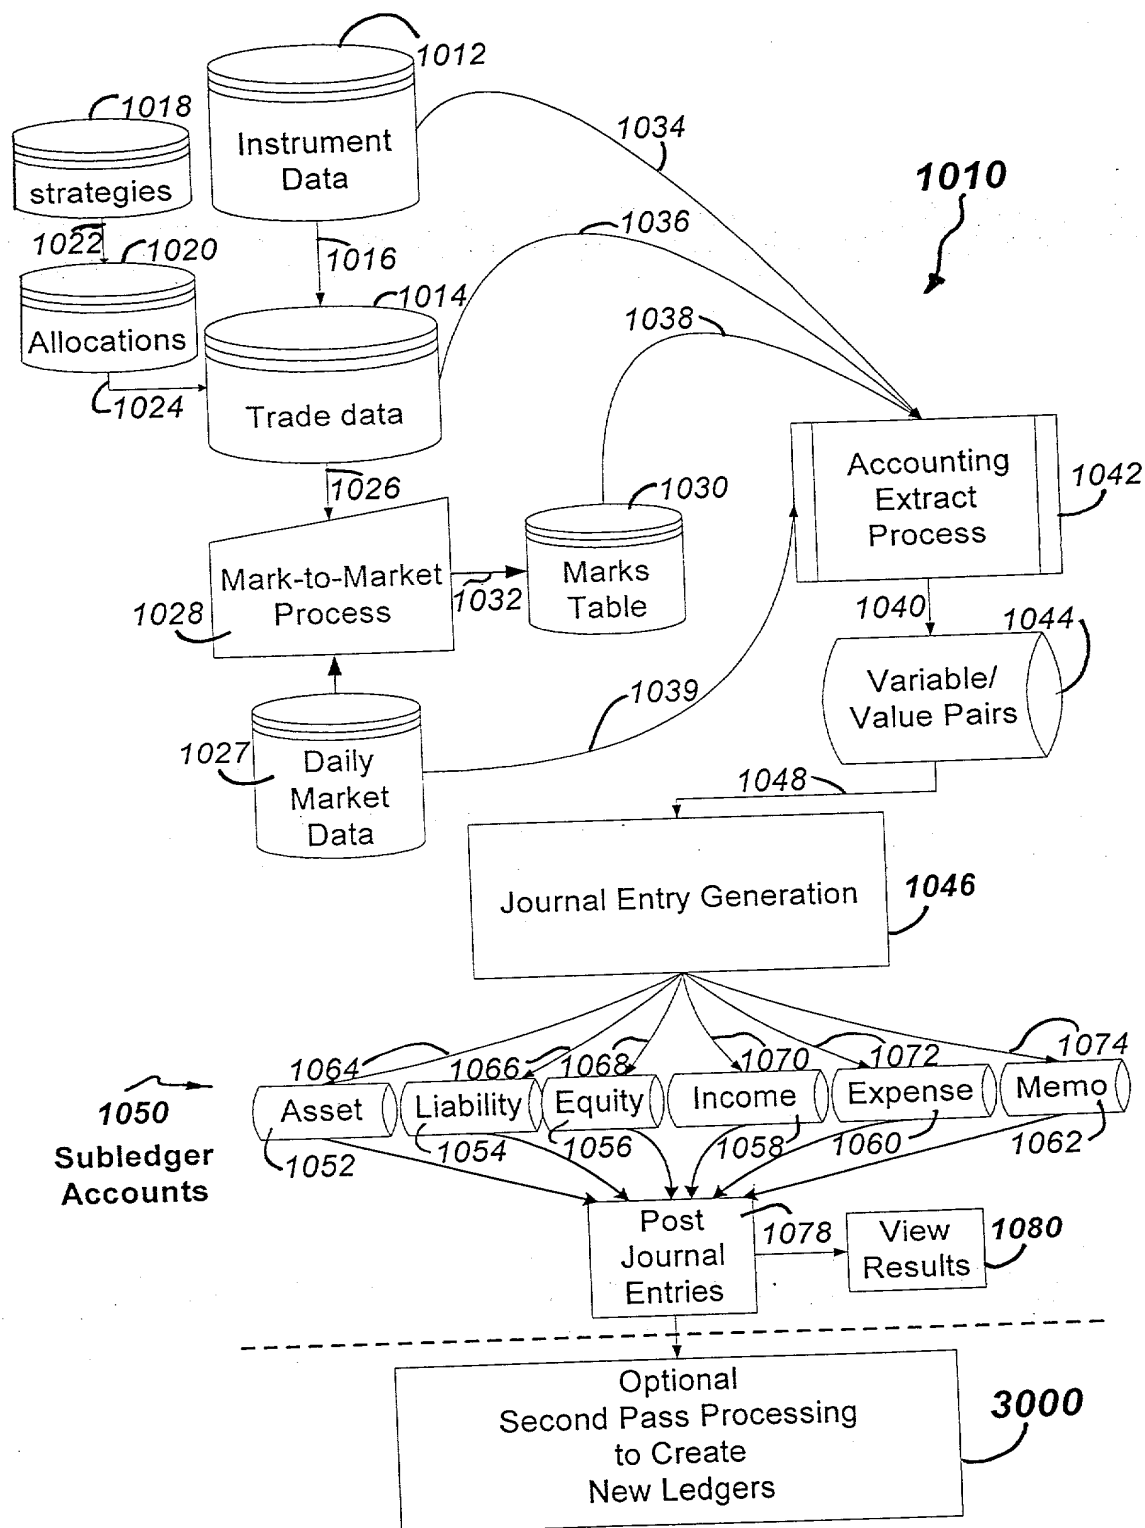 1012
1018
Instrument
Data
strategies
1034
1010
1022
1020
1016
1036
1014
Allocations
1038
1024
Trade data
1026
1030
Accounting
Extract
Process
1042
Mark-to-Market
Process
1028
1032
Marks
Table
1040
1044
Variable/
Value Pairs
1039
1027
Daily
Market
Data
1048
Journal Entry Generation
1046
1064
1066
1068
1070
1072
1074
1050
Subledger
Accounts
Asset
Liability
Equity
Income
Expense
Memo
1052
1054
1056
1058
1060
1062
Post
Journal
Entries
1078
View
Results
1080
Optional
Second Pass Processing
to Create
New Ledgers
3000